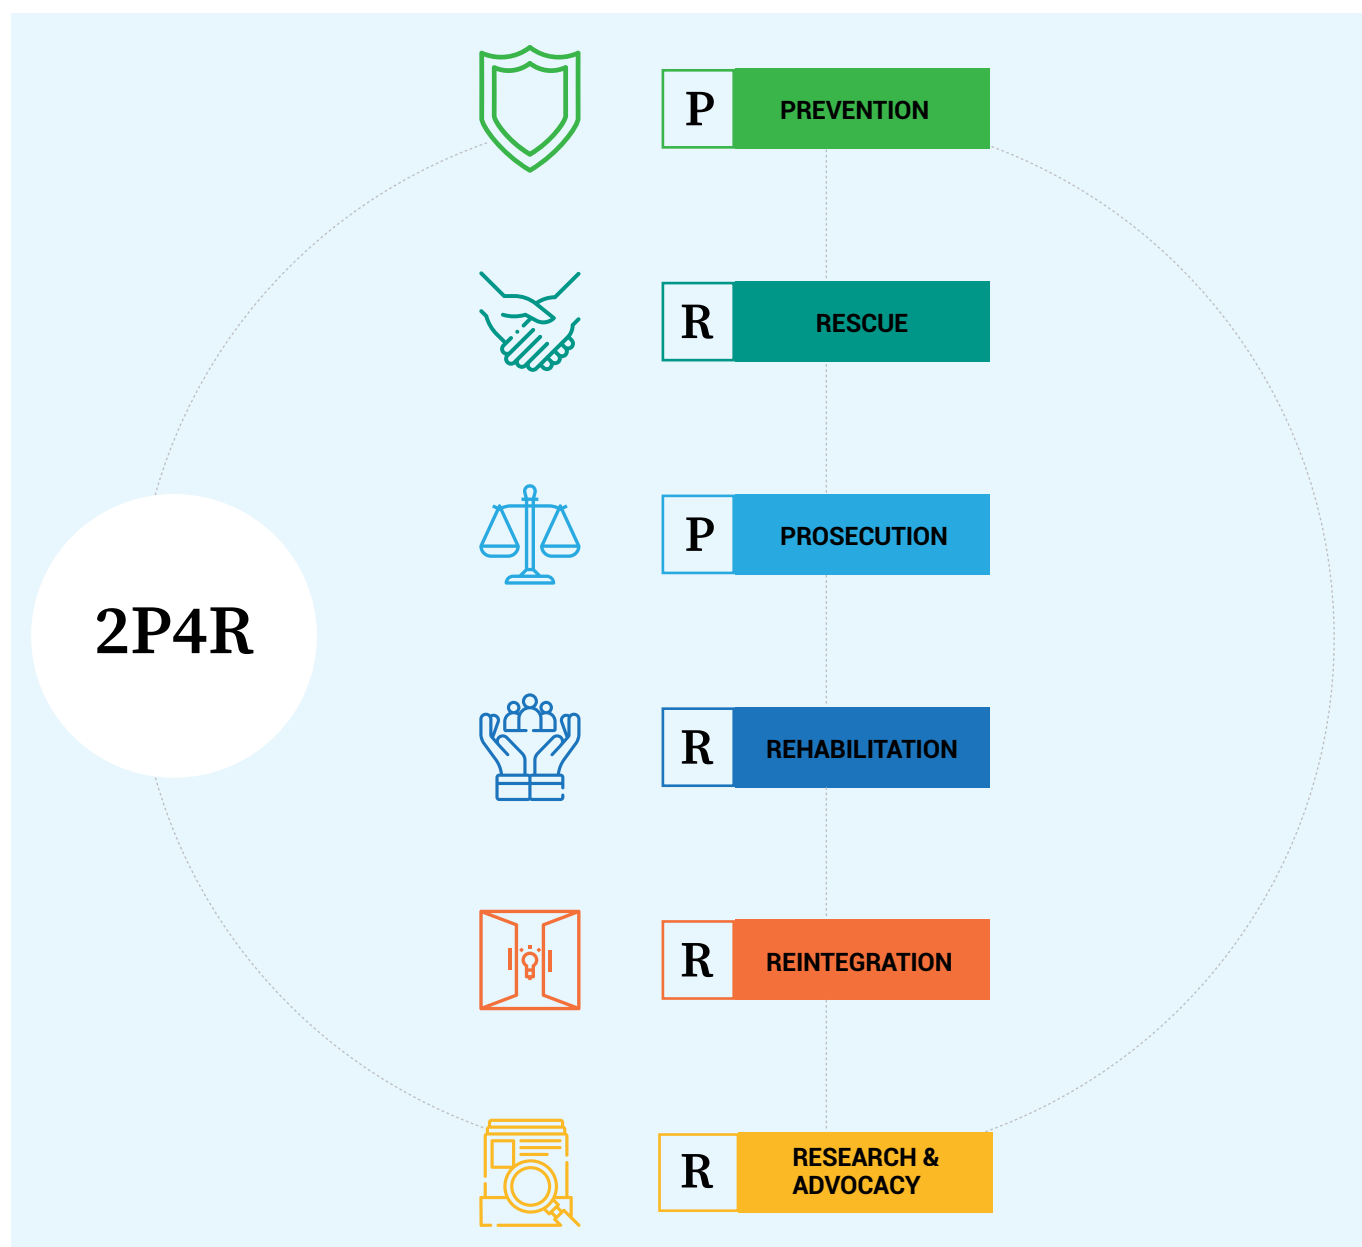 P PREVENTION
R RESCUE
P PROSECUTION
2P4R
R REHABILITATION
R REINTEGRATION
R RESEARCH &
ADVOCACY